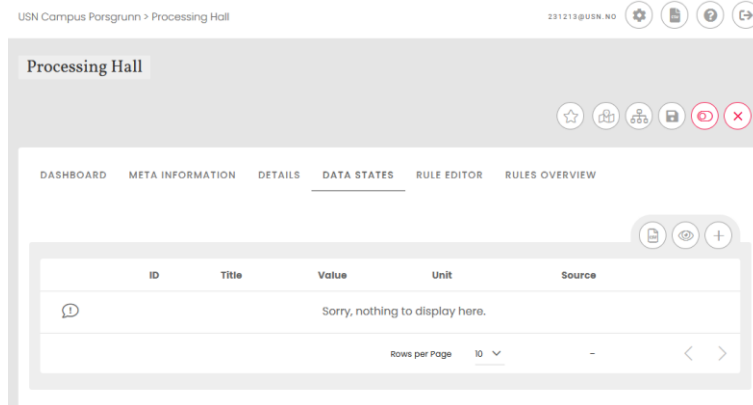 USN Campus Porsgrunn > Processing Hall
231213@USN.NO
Processing Hall
DASHBOARD META INFORMATION DETAILS DATA STATES RULE EDITOR RULES OVERVIEW
ID Title Value Unit Source
Sorry, nothing to display here.
Rows per Page 10 -